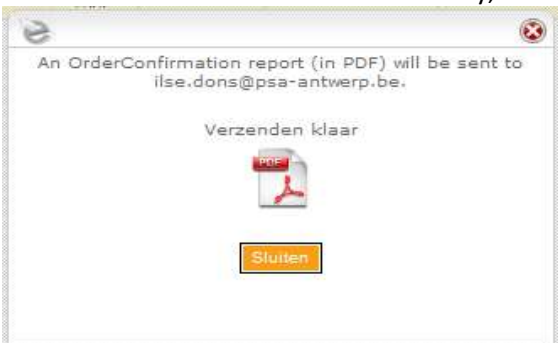 An OrderConfirmation report (in PDF) will be sent to
ilse.dons@psa-antwerp.be.
Verzenden klaar
PDF
Sluiten